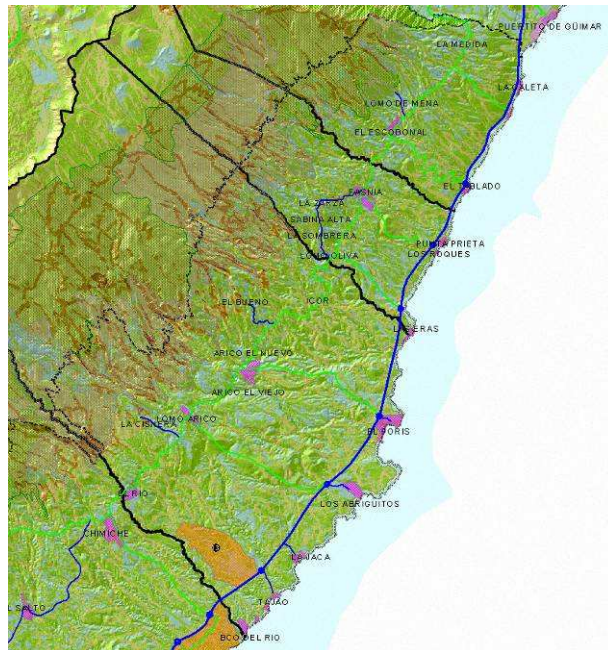 PUERTITO DE GÜIMAR
LA MEDIDA
LA CALETA
LOMO DE MENA
EL ESCOBONAL
EL TABLADO
FASNIA
LA ZARZA
SABINA ALTA
LA SOMBRERA
PUNTA PRIETA
LOS ROQUES
LOMO OLIVA
ICOR
EL BUENO
LAS ERAS
ARICO EL NUEVO
ARICO EL VIEJO
LOMO ARICO
LA CISNERA
EL PORIS
EL RIO
LOS ABRIGUITOS
CHIMICHE
LA JACA
TAJAO
L SALTO
BCO DEL RIO